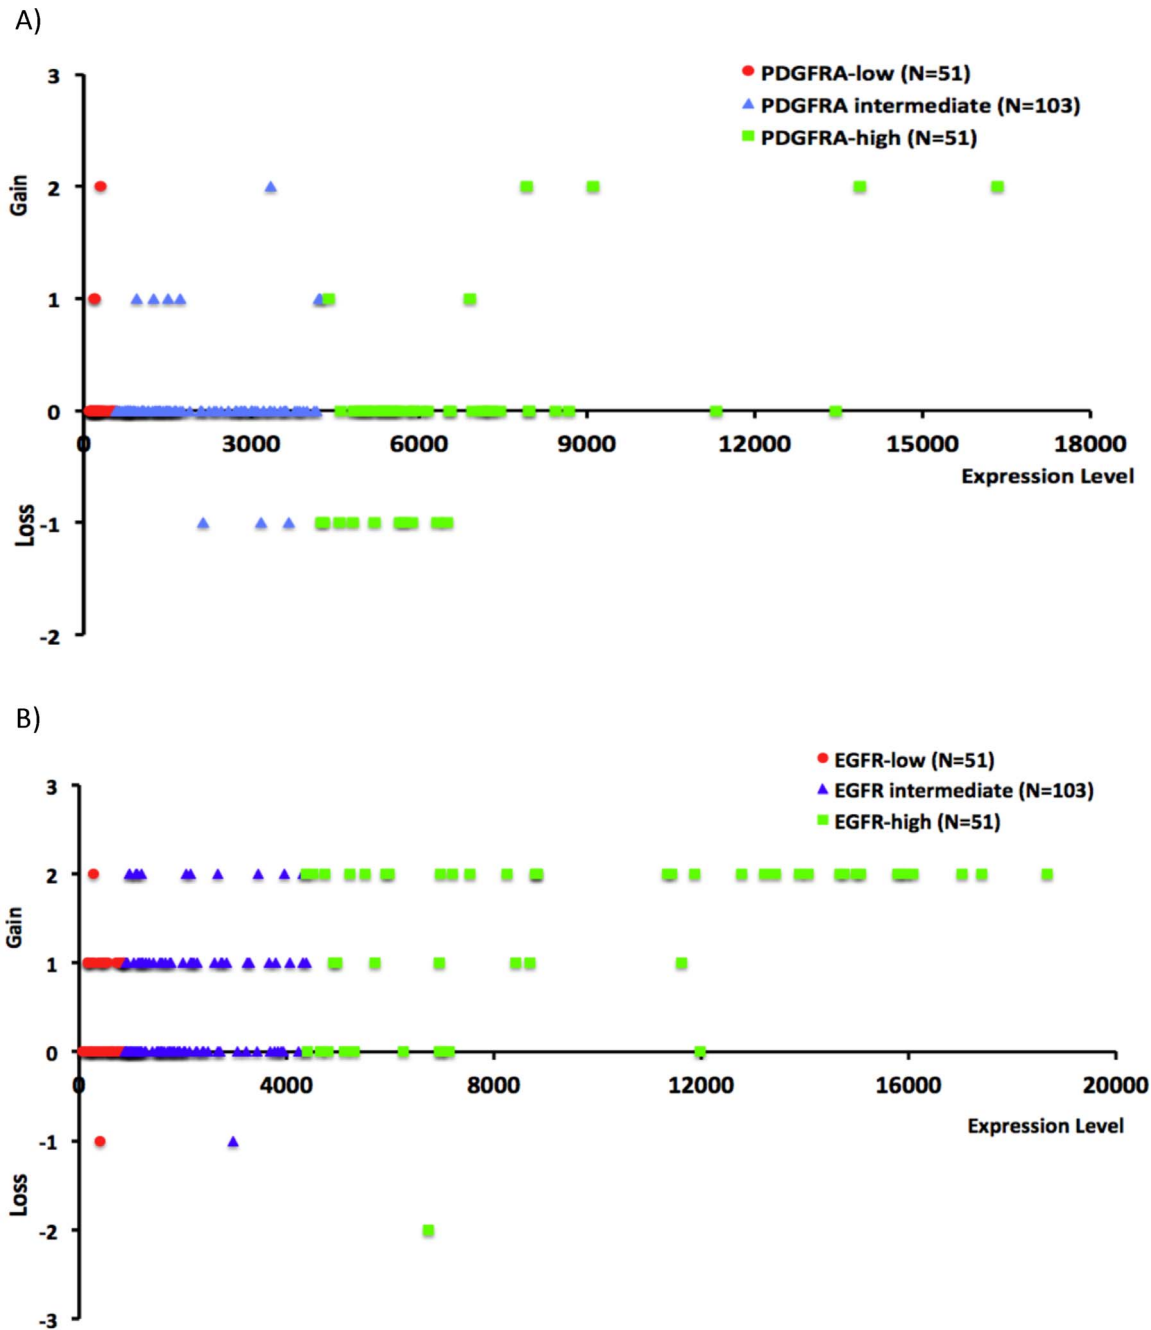 A)
PDGFRA-low (N=51)
PDGFRA intermediate (N=103)
PDGFRA-high (N=51)
3
2
1
0
-1
-2
Gain
Loss
0 3000 6000 9000 12000 15000 18000
Expression Level
B)
EGFR-low (N=51)
EGFR intermediate (N=103)
EGFR-high (N=51)
3
2
1
0
-1
-2
-3
Gain
Loss
0 4000 8000 12000 16000 20000
Expression Level